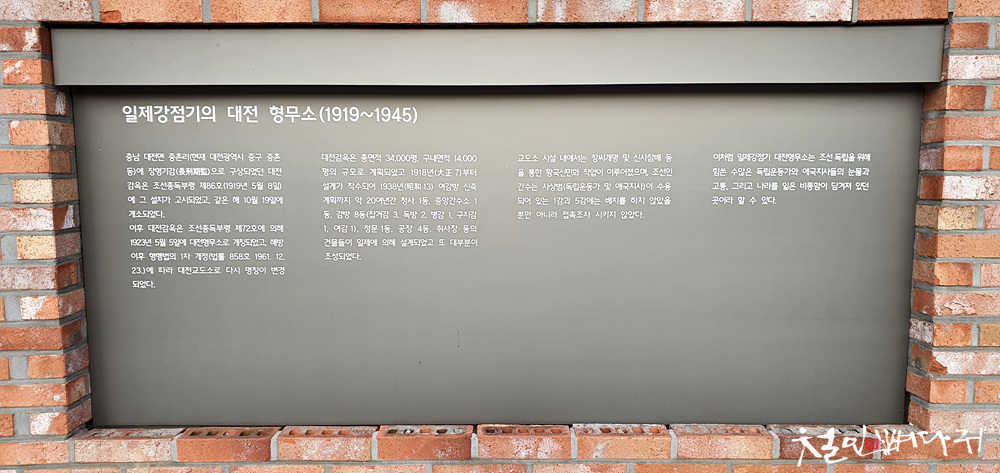 일제강점기의 대전 형무소(1919~1945)
충남 대전면 중촌리(현재 대전광역시 중구 중촌
동)에 장형기감(長刑期監)으로 구상되었던 대전
감옥은 조선총독부령 제86호(1919년 5월 8일)
에 그 설치가 고시되었고, 같은 해 10월 19일에
개소되었다.
이후 대전감옥은 조선총독부령 제72호에 의해
1923년 5월 5일에 대전형무소로 개칭되었고, 해방
이후 형행법의 1차 개정(법률 858호 1961. 12.
23.)에 따라 대전교도소로 다시 명칭이 변경
되었다.
대전감옥은 총면적 34,000평, 구내면적 14,000
평의 규모로 계획되었고 1918년(大正 7)부터
설계가 착수되어 1938년(昭和 13) 여감방 신축
계획까지 약 20여년간 청사 1동, 중앙간수소 1
동, 감방 8동(잡거감 3, 독방 2, 병감 1, 구치감
1, 여감 1), 정문 1동, 공장 4동, 취사장 등의
건물들이 일제에 의해 설계되었고 또 대부분이
조성되었다.
교도소 시설 내에서는 창씨개명 및 신사참배 등
을 통한 황국신민화 작업이 이루어졌으며, 조선인
간수는 사상범(독립운동가 및 애국지사)이 수용
되어 있는 1감과 5감에는 배치를 하지 않았을
뿐만 아니라 접촉조차 시키지 않았다.
이처럼 일제강점기 대전형무소는 조선 독립을 위해
힘쓴 수많은 독립운동가와 애국지사들의 눈물과
고통, 그리고 나라를 잃은 비통함이 담겨져 있던
곳이라 할 수 있다.